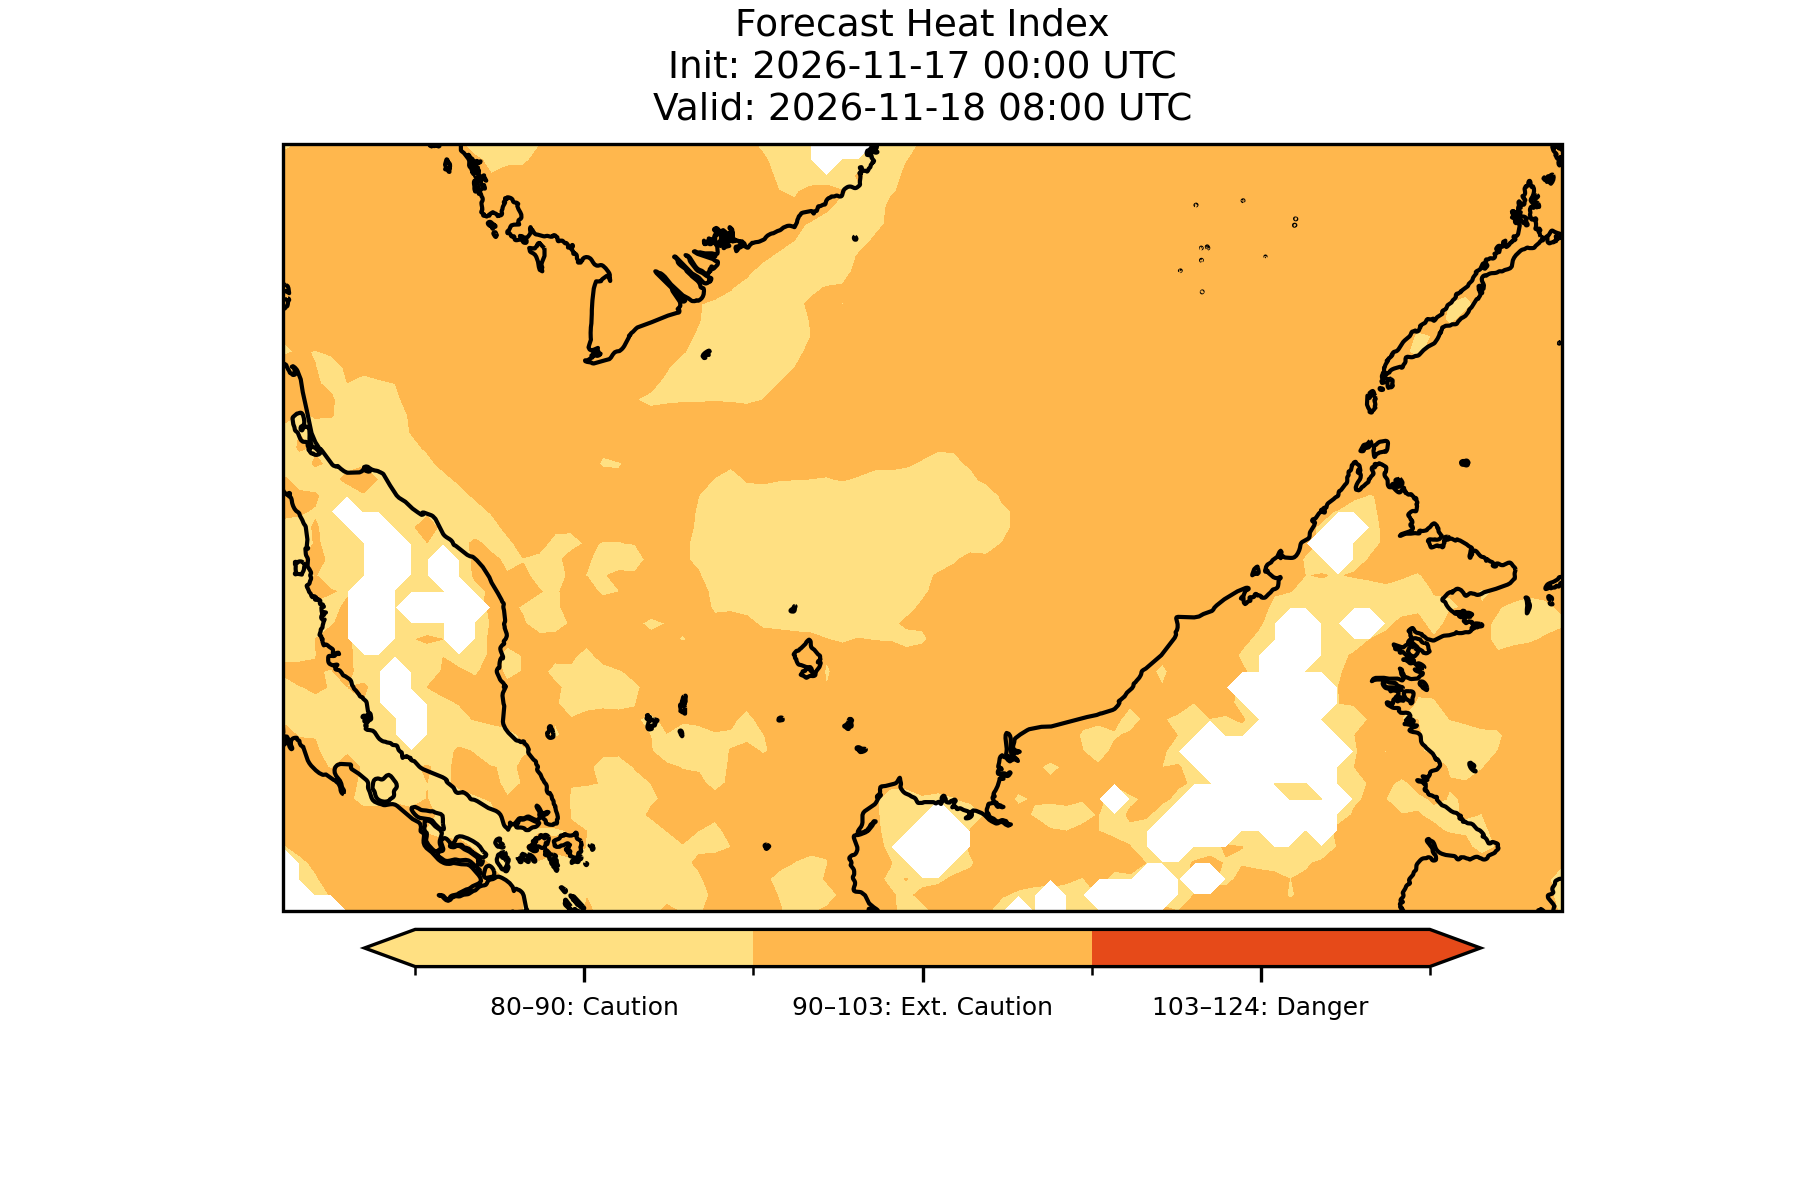 Forecast Heat Index
Init: 2026-11-17 00:00 UTC
Valid: 2026-11-18 08:00 UTC
80–90: Caution
90–103: Ext. Caution
103–124: Danger